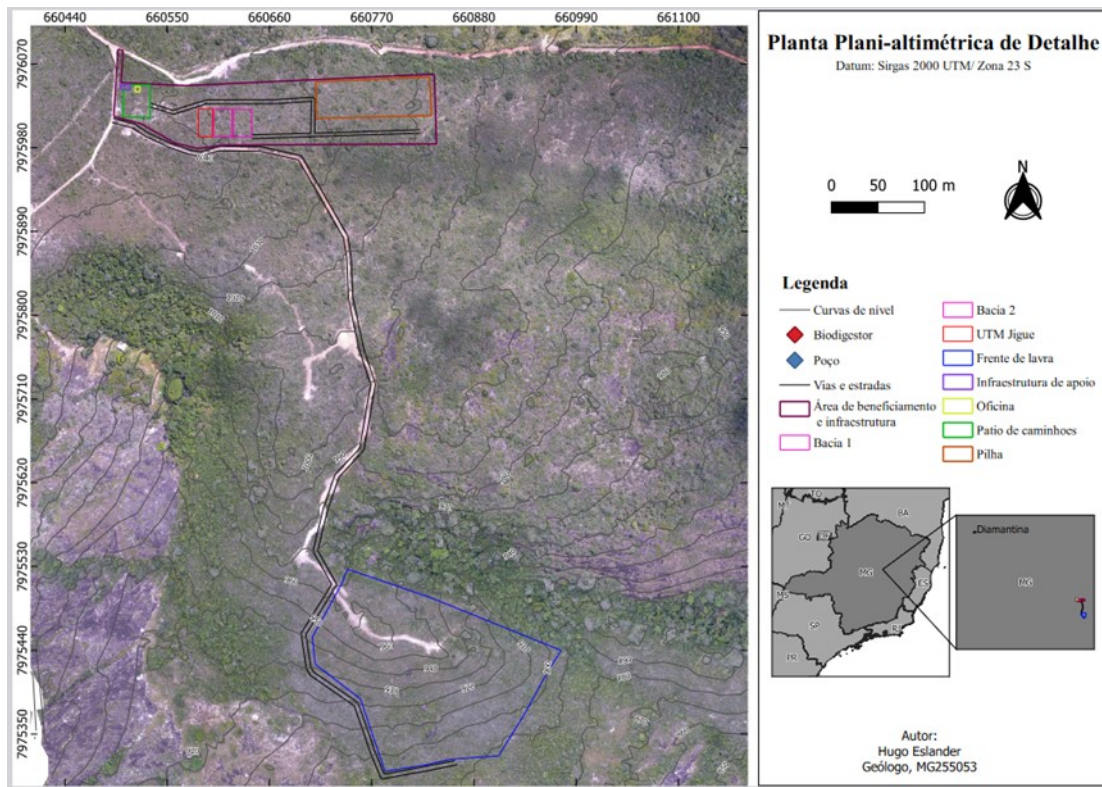 660440 660550 660660 660770 660880 660990 661100
7976070
7975980
7975890
7975800
7975710
7975620
7975530
7975440
7975350
Planta Plani-altimétrica de Detalhe
Datum: Sirgas 2000 UTM/ Zona 23 S
N
0 50 100 m
Legenda
Curvas de nível
Biodigestor
Poço
Vias e estradas
Área de beneficiamento
e infraestrutura
Bacia 1
Bacia 2
UTM Jigue
Frente de lavra
Infraestrutura de apoio
Oficina
Patio de caminhoes
Pilha
TO
BA
GO
MG
ES
MS
SP
RJ
PR
Diamantina
MG
Autor:
Hugo Eslander
Geólogo, MG255053